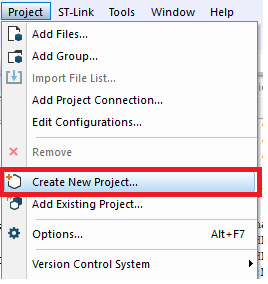 Project ST-Link Tools Window Help
Add Files...
Add Group...
Import File List...
Add Project Connection...
Edit Configurations...
Remove
Create New Project...
Add Existing Project...
Options... Alt+F7
Version Control System